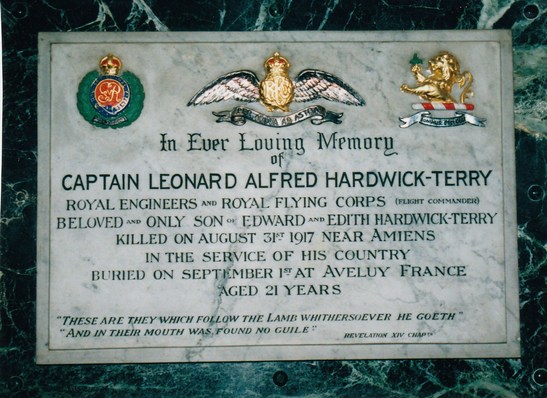 PER ARDUA AD ASTRA
In Ever Loving Memory
of
CAPTAIN LEONARD ALFRED HARDWICK-TERRY
ROYAL ENGINEERS AND ROYAL FLYING CORPS (FLIGHT COMMANDER)
BELOVED AND ONLY SON OF EDWARD AND EDITH HARDWICK-TERRY
KILLED ON AUGUST 31ST 1917 NEAR AMIENS
IN THE SERVICE OF HIS COUNTRY
BURIED ON SEPTEMBER 1ST AT AVELUY FRANCE
AGED 21 YEARS
"THESE ARE THEY WHICH FOLLOW THE LAMB WHITHERSOEVER HE GOETH"
"AND IN THEIR MOUTH WAS FOUND NO GUILE"
REVELATION XIV CHAP